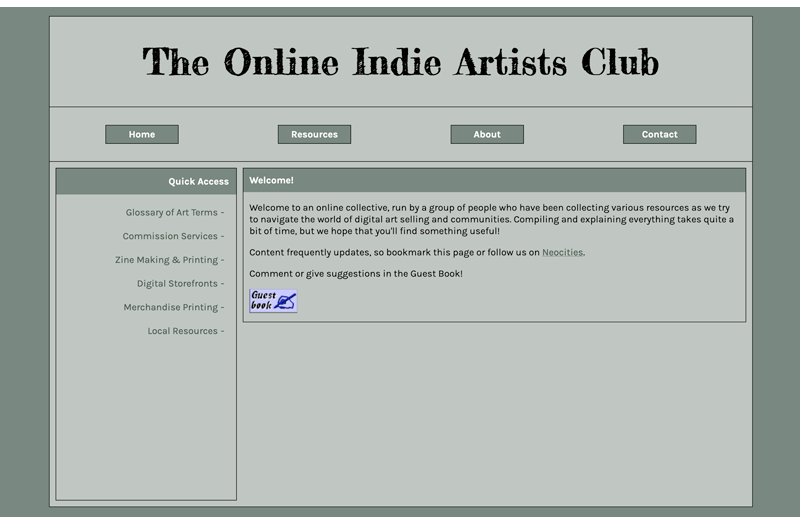 The Online Indie Artists Club
Home
Resources
About
Contact
Quick Access
Glossary of Art Terms -
Commission Services -
Zine Making & Printing -
Digital Storefronts -
Merchandise Printing -
Local Resources -
Welcome!
Welcome to an online collective, run by a group of people who have been collecting various resources as we try
to navigate the world of digital art selling and communities. Compiling and explaining everything takes quite a
bit of time, but we hope that you'll find something useful!
Content frequently updates, so bookmark this page or follow us on Neocities.
Comment or give suggestions in the Guest Book!
Guest
book